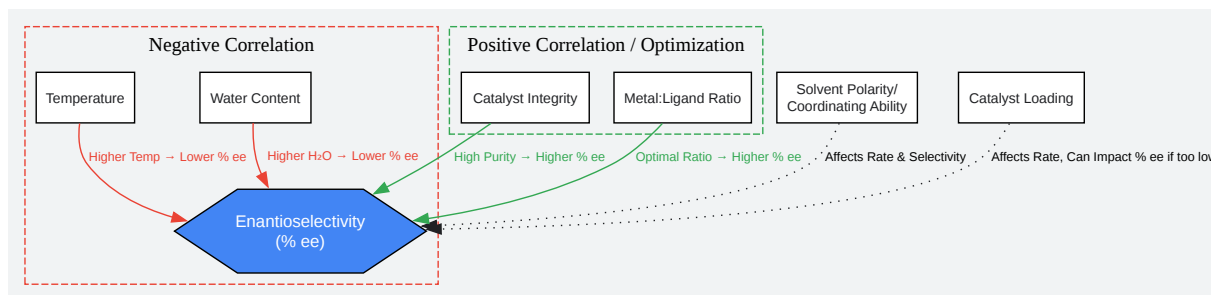 Negative Correlation
Positive Correlation / Optimization
Temperature
Water Content
Catalyst Integrity
Metal:Ligand Ratio
Solvent Polarity/
Coordinating Ability
Catalyst Loading
Higher Temp → Lower % ee
Higher H₂O → Lower % ee
High Purity → Higher % ee
Optimal Ratio → Higher % ee
Affects Rate & Selectivity
Affects Rate, Can Impact % ee if too low
Enantioselectivity
(% ee)